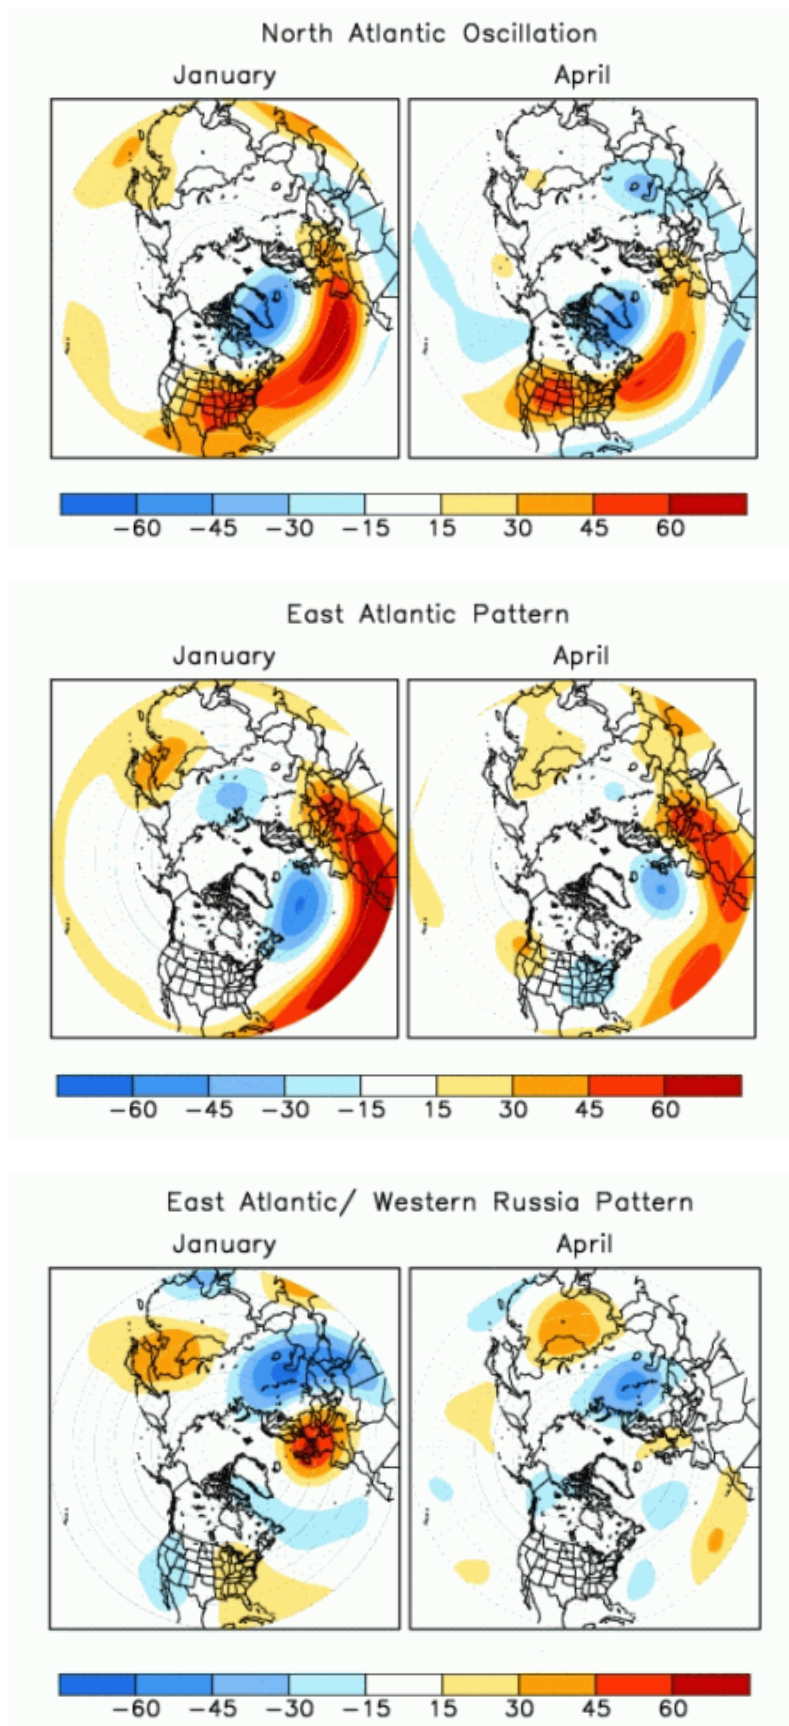 North Atlantic Oscillation
January April
-60 -45 -30 -15 15 30 45 60
East Atlantic Pattern
January April
-60 -45 -30 -15 15 30 45 60
East Atlantic/ Western Russia Pattern
January April
-60 -45 -30 -15 15 30 45 60